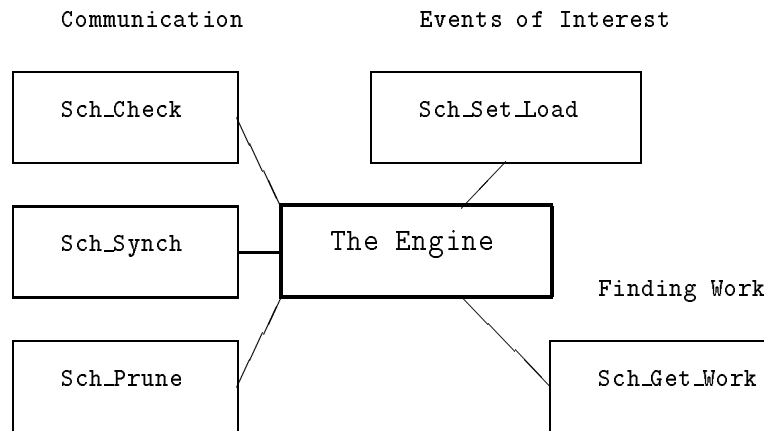 Communication
Events of Interest
Sch_Check
Sch_Set_Load
Sch_Synch
The Engine
Finding Work
Sch_Prune
Sch_Get_Work